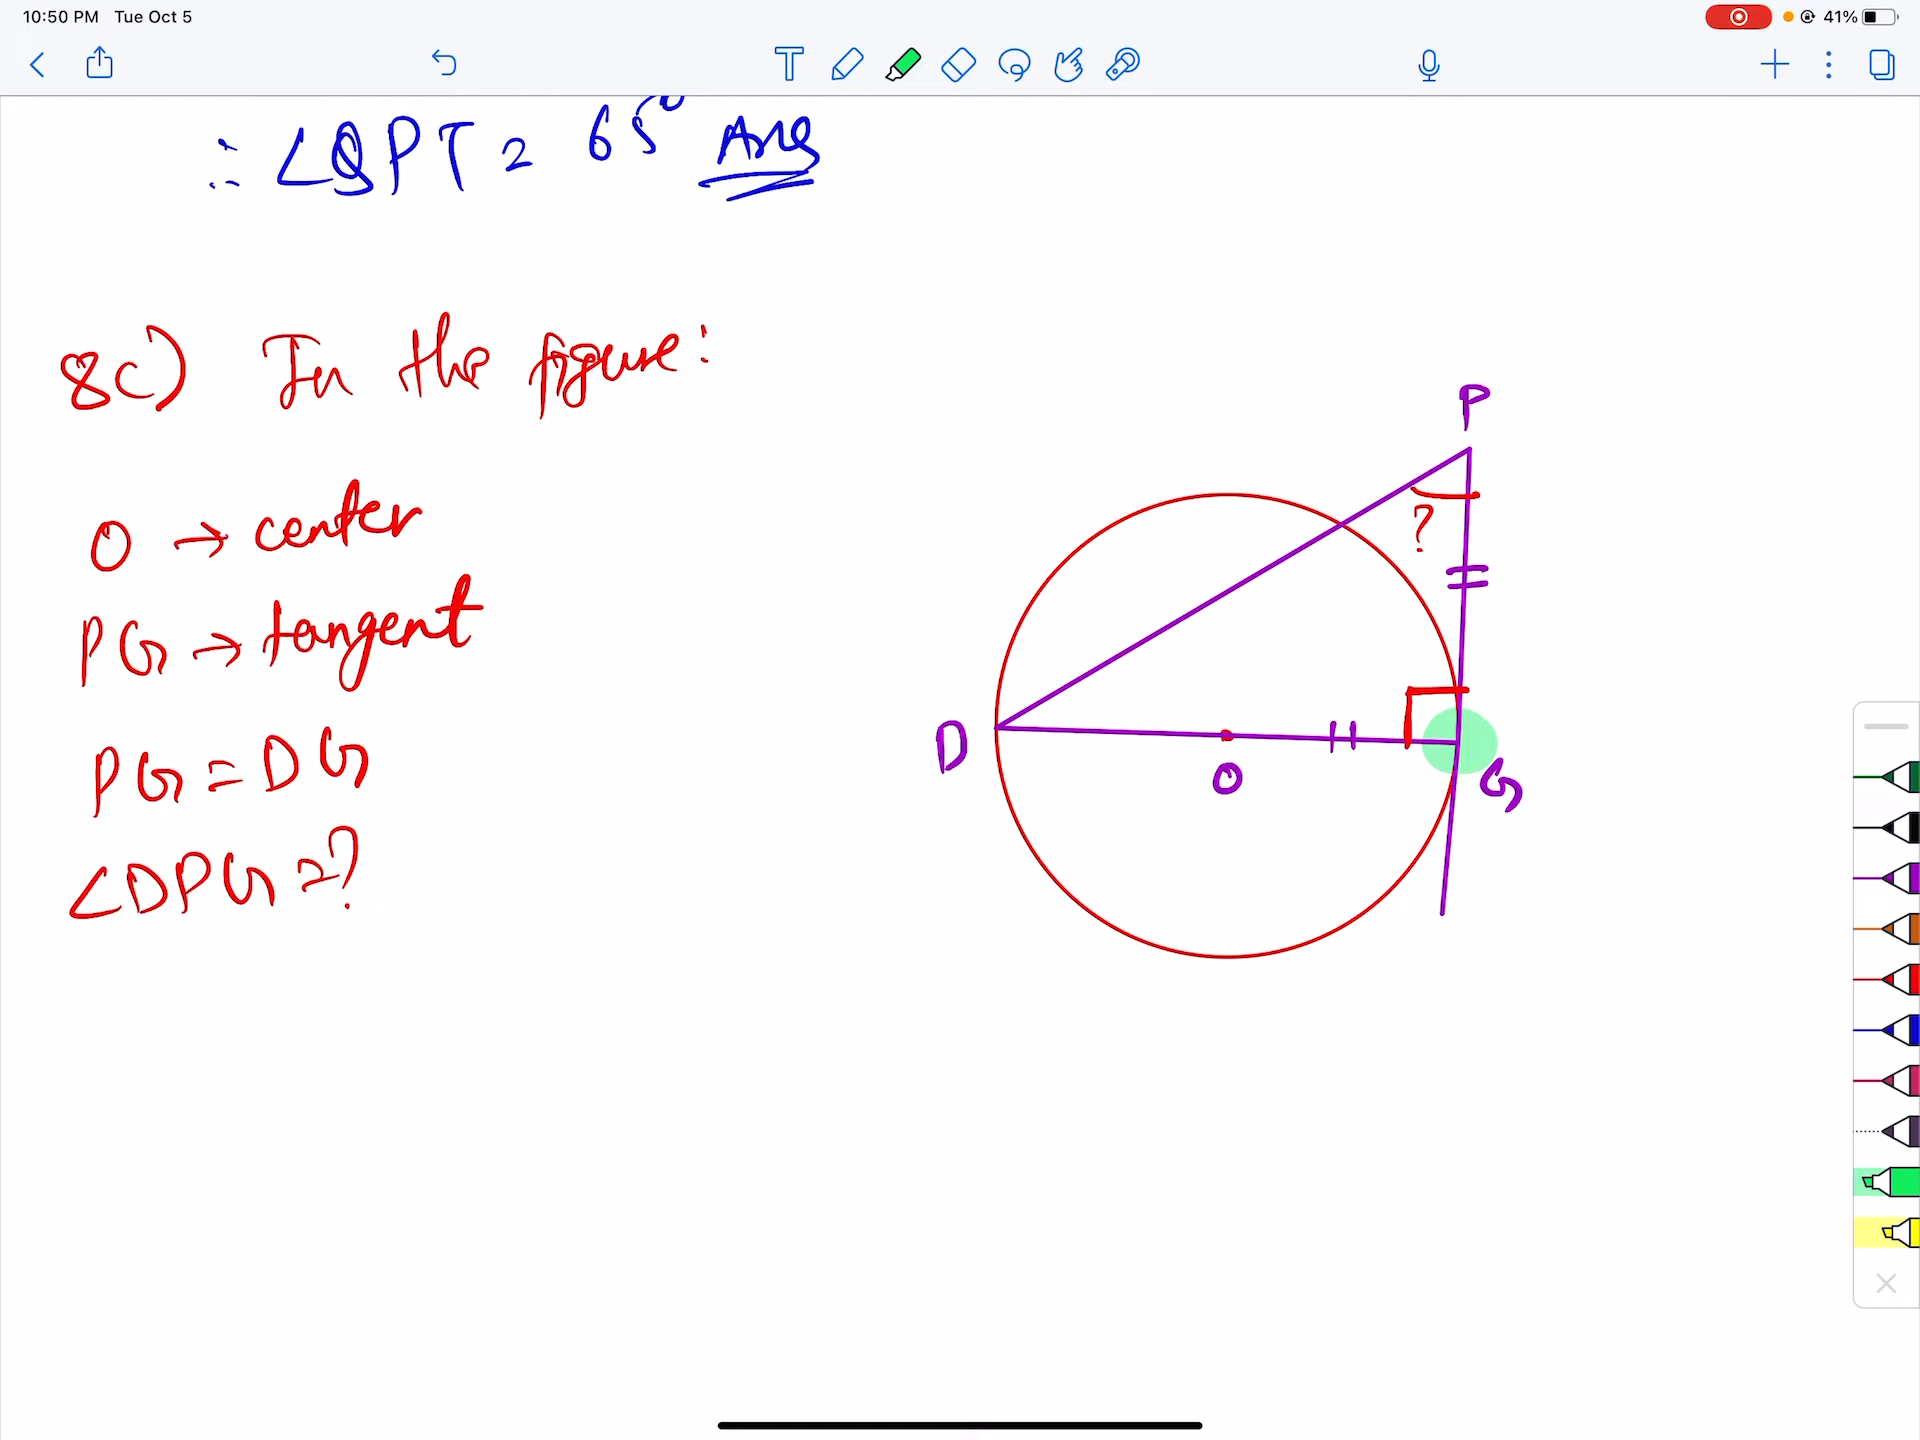 10:50 PM Tue Oct 5
41%
∴ ∠QPT = 65° Ans
8c) In the figure:
P
?
O → center
PG → tangent
D
O
G
PG = DG
∠DPG = ?